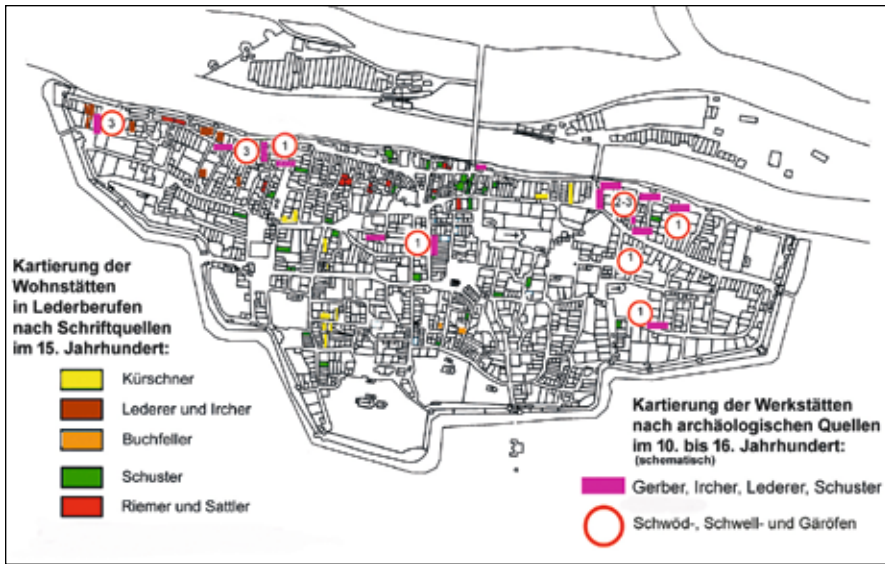 3
3
1
2-3
1
1
1
1
Kartierung der
Wohnstätten
in Lederberufen
nach Schriftquellen
im 15. Jahrhundert:
Kürschner
Lederer und Ircher
Buchfeller
Schuster
Riemer und Sattler
Kartierung der Werkstätten
nach archäologischen Quellen
im 10. bis 16. Jahrhundert:
(schematisch)
Gerber, Ircher, Lederer, Schuster
Schwöd-, Schwell- und Gäröfen